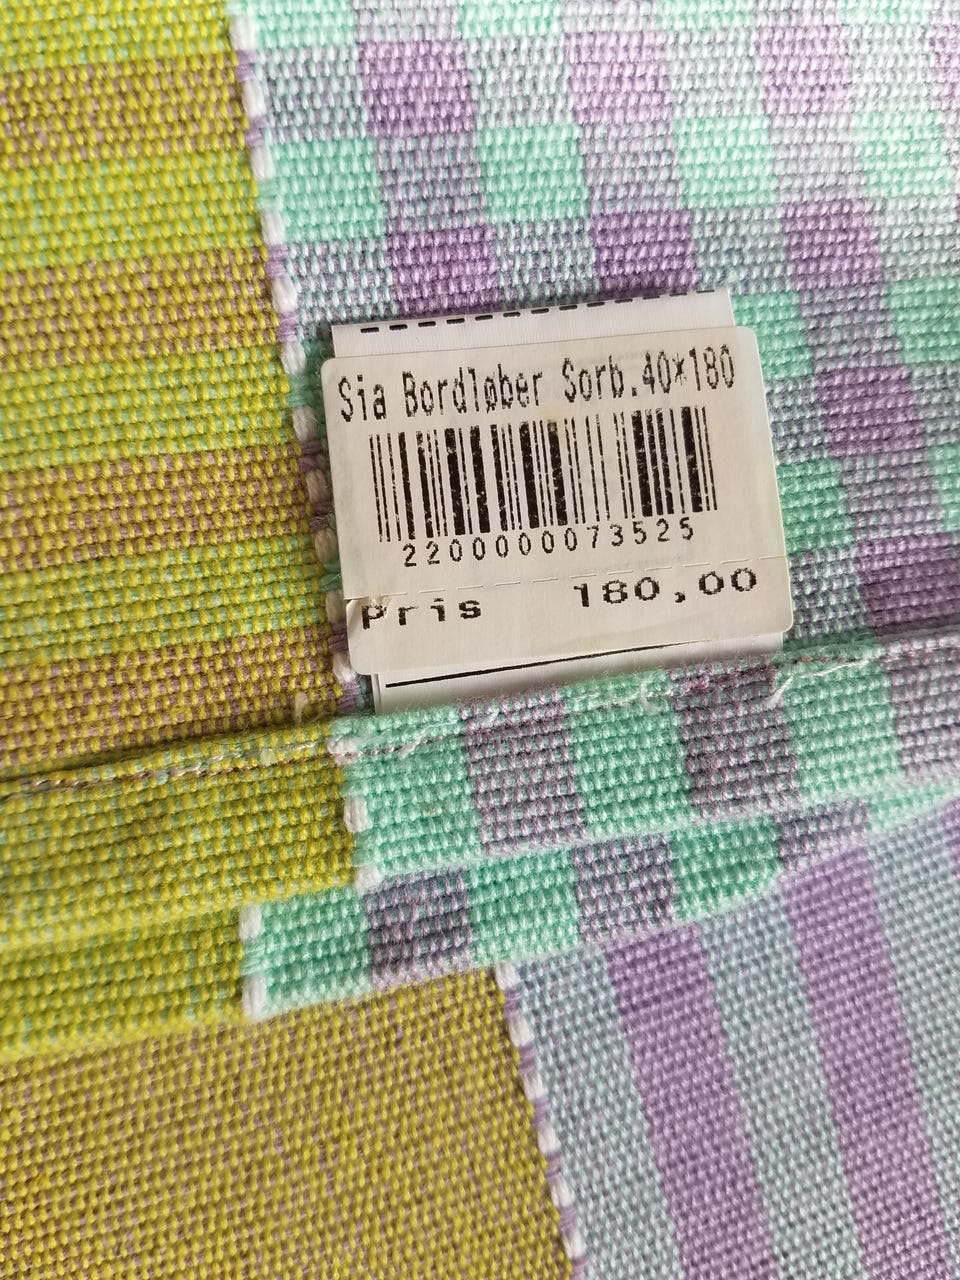 Sia Bordløber Sorb.40*180
2200000073525
Pris 180,00